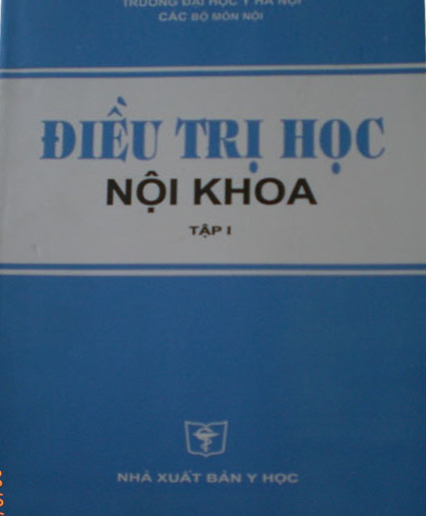 TRƯỜNG ĐẠI HỌC Y HÀ NỘI
CÁC BỘ MÔN NỘI
ĐIỀU TRỊ HỌC
NỘI KHOA
TẬP I
NHÀ XUẤT BẢN Y HỌC